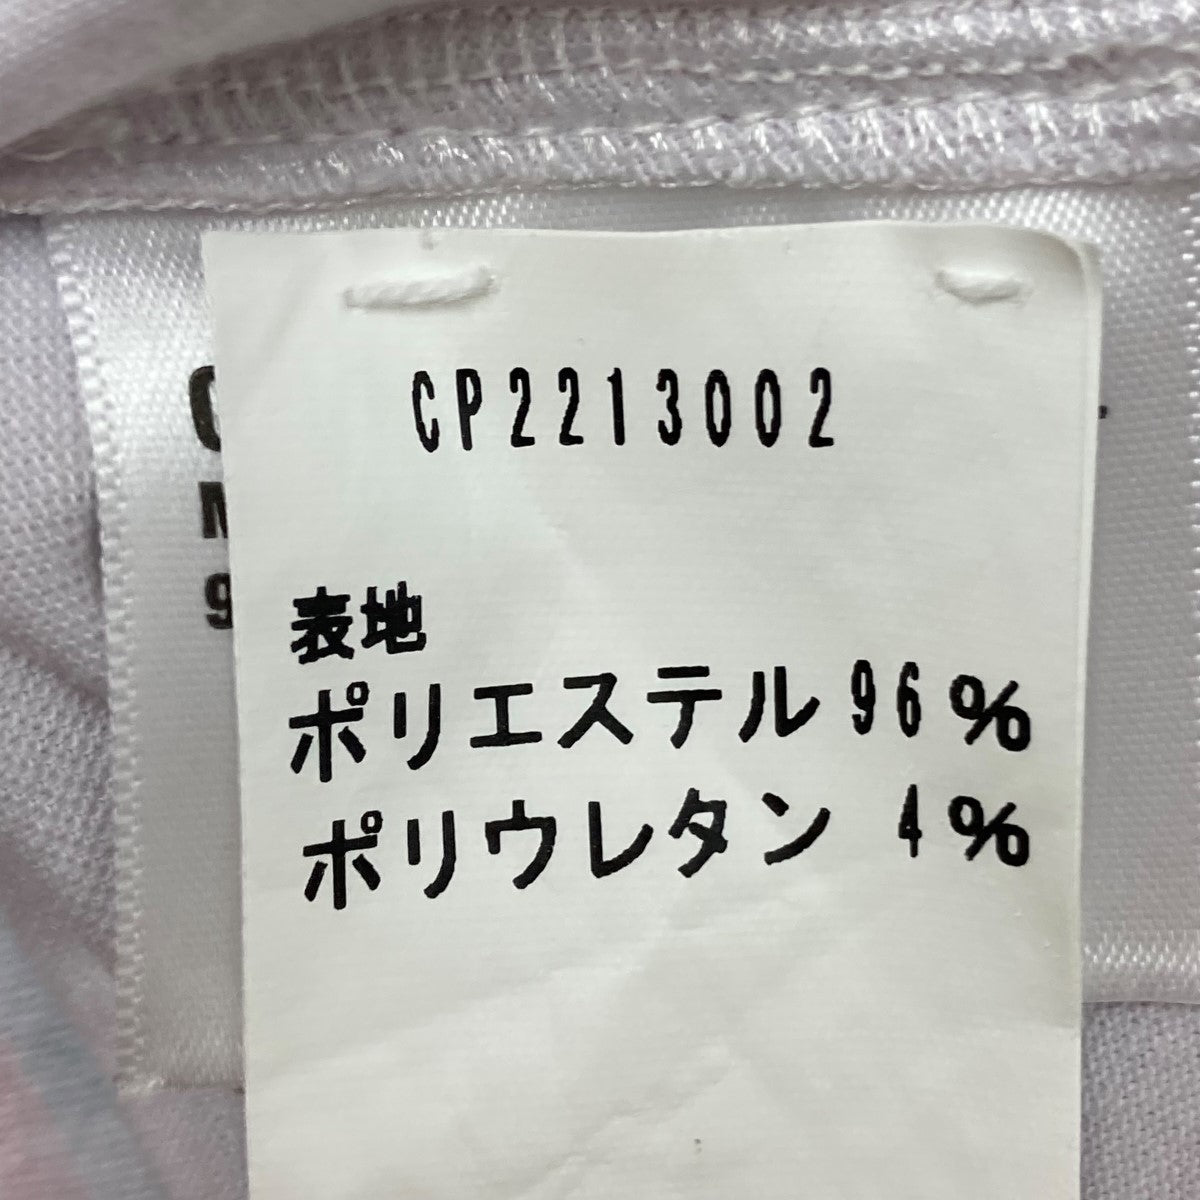 CP2213002
表地
ポリエステル 96%
ポリウレタン 4%